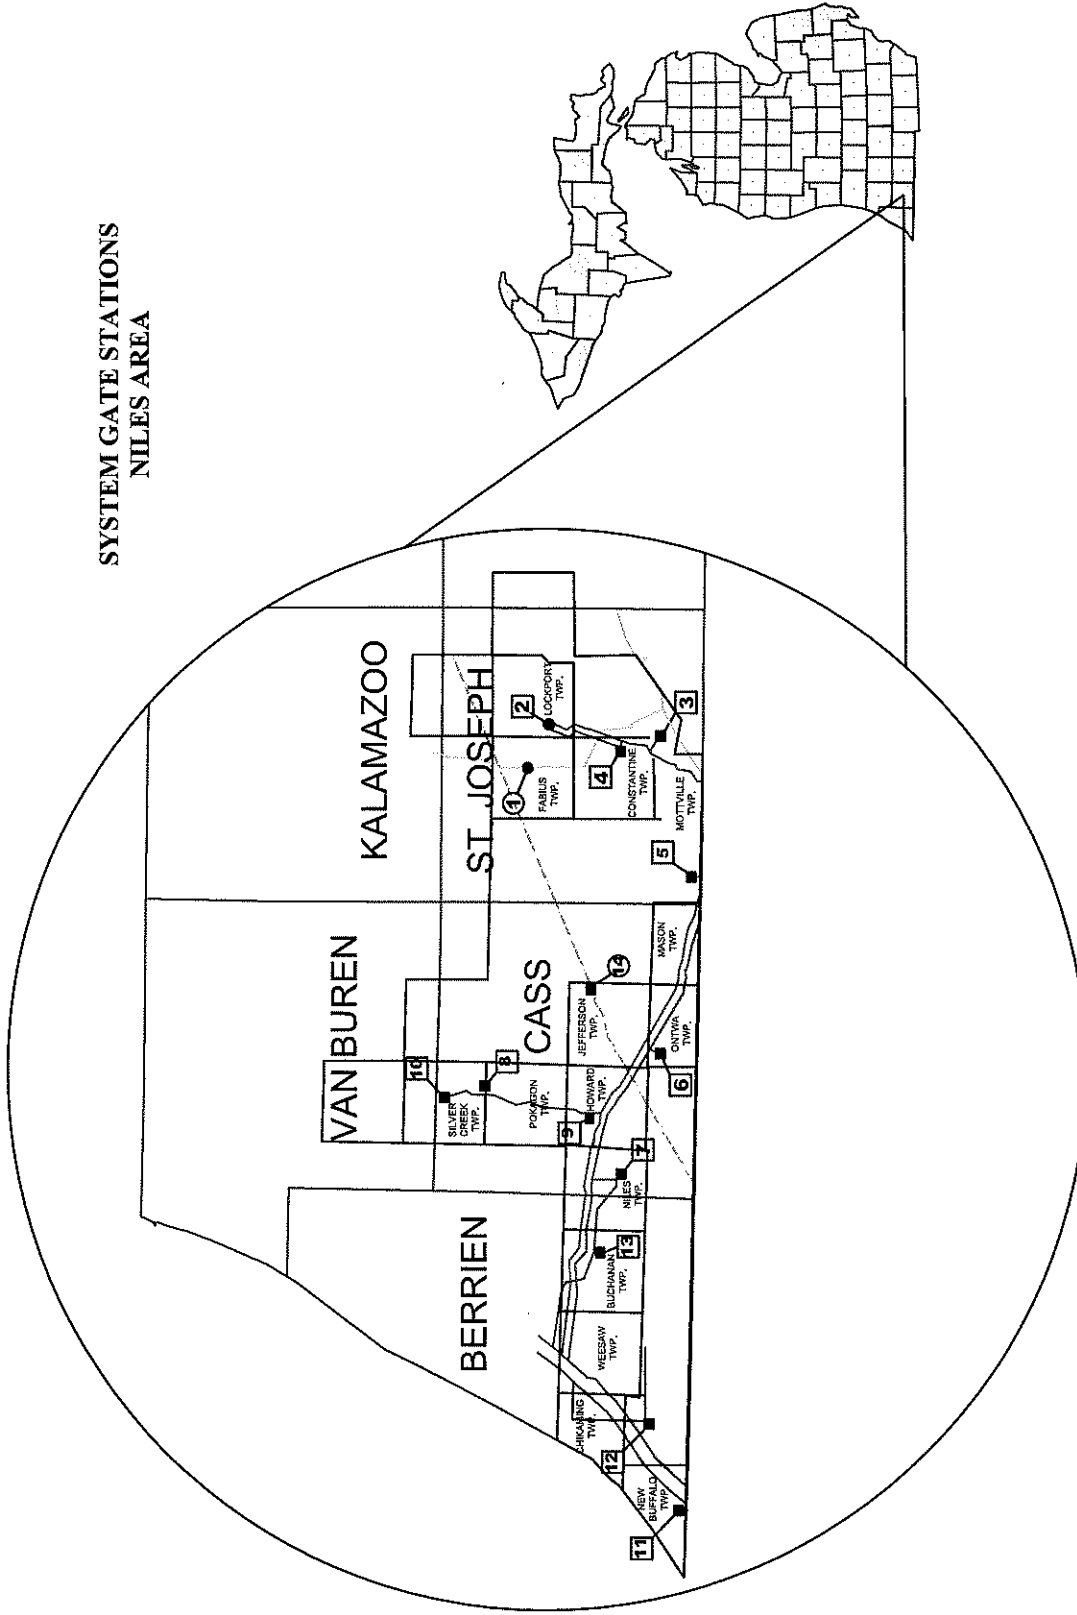 SYSTEM GATE STATIONS
NILES AREA
VAN BUREN
KALAMAZOO
BERRIEN
CASS
ST JOSEPH
10
SILVER
CREEK
TWP.
8
POKAGON
TWP.
9
HOWARD
TWP.
JEFFERSON
TWP.
14
1
FABIUS
TWP.
2
LOCKPORT
TWP.
4
CONSTANTINE
TWP.
3
MOTTVILLE
TWP.
5
MASON
TWP.
ONTWA
TWP.
6
7
NILES
TWP.
13
BUCHANAN
TWP.
WEESAW
TWP.
CHIKAMING
TWP.
12
NEW
BUFFALO
TWP.
11